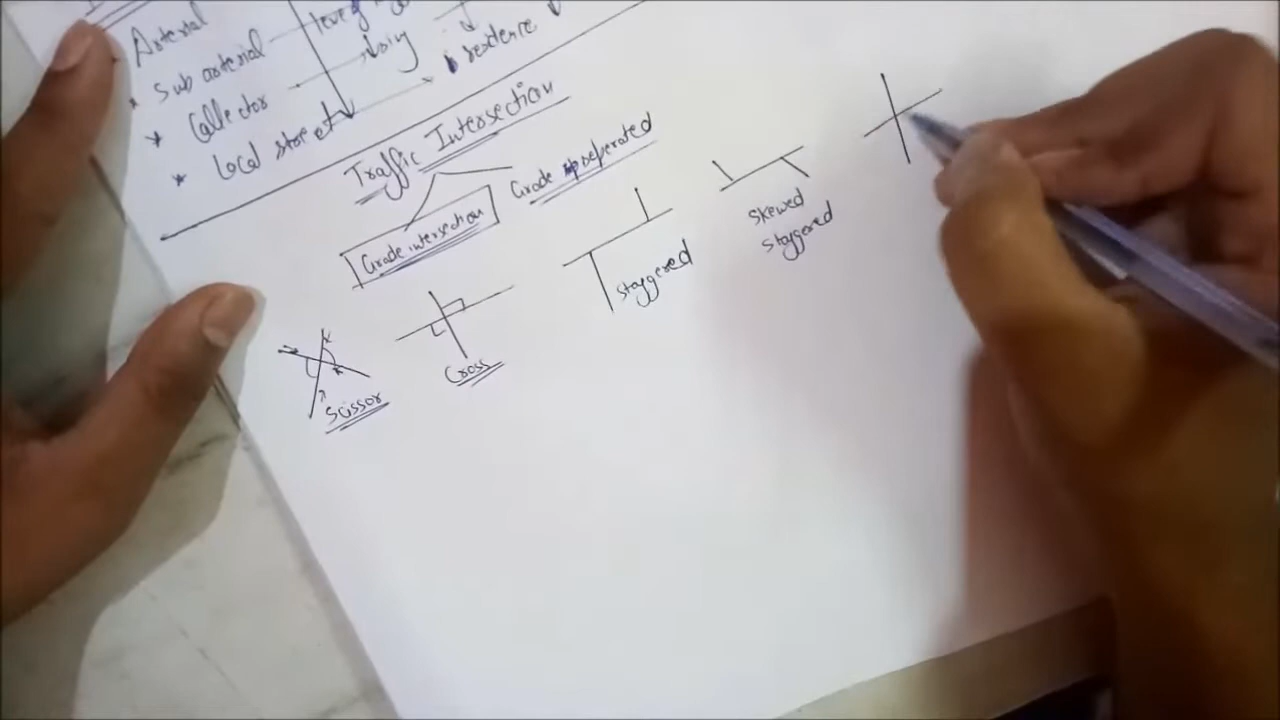 Arterial
* Sub arterial
* Collector
* Local street
residence
Traffic Intersection
Grade intersection
Grade seperated
Scissor
Cross
staggered
skewed
staggered